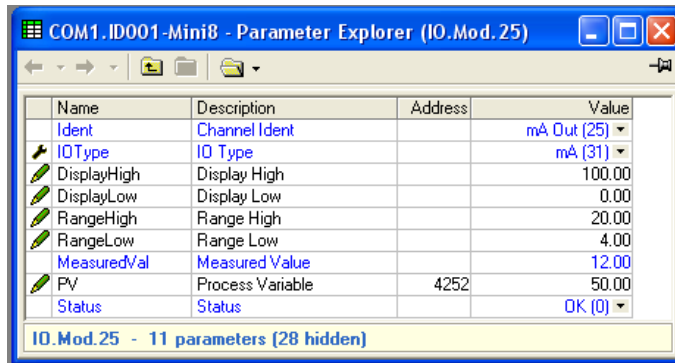 COM1.ID001-Mini8 - Parameter Explorer (IO.Mod.25)
Name Description Address Value
Ident Channel Ident mA Out (25)
IOType IO Type mA (31)
DisplayHigh Display High 100.00
DisplayLow Display Low 0.00
RangeHigh Range High 20.00
RangeLow Range Low 4.00
MeasuredVal Measured Value 12.00
PV Process Variable 4252 50.00
Status Status OK (0)
IO.Mod.25 - 11 parameters (28 hidden)